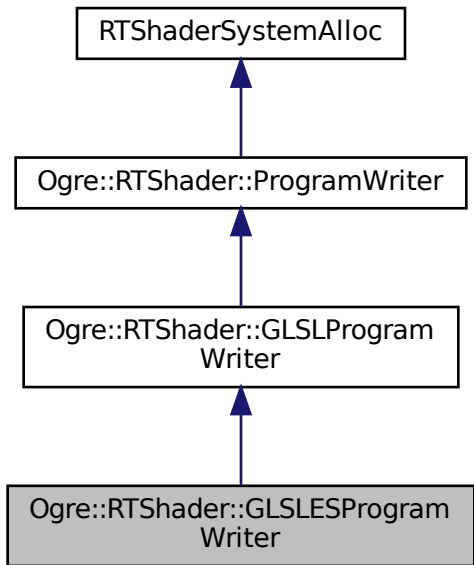 RTShaderSystemAlloc
Ogre::RTShader::ProgramWriter
Ogre::RTShader::GLSLProgram
Writer
Ogre::RTShader::GLSLESProgram
Writer